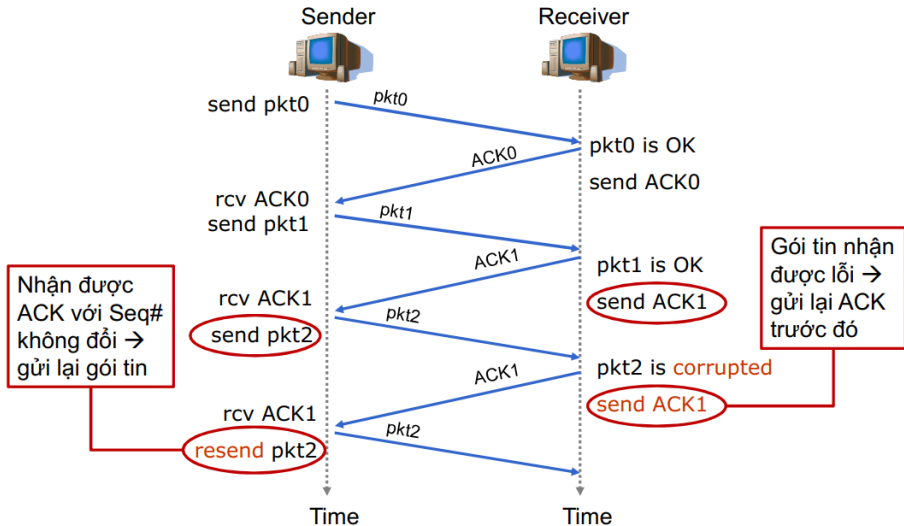 Sender
Receiver
send pkt0
pkt0
pkt0 is OK
ACK0
send ACK0
rcv ACK0
send pkt1
pkt1
pkt1 is OK
ACK1
send ACK1
rcv ACK1
send pkt2
pkt2
pkt2 is corrupted
ACK1
send ACK1
rcv ACK1
resend pkt2
pkt2
Nhận được
ACK với Seq#
không đổi →
gửi lại gói tin
Gói tin nhận
được lỗi →
gửi lại ACK
trước đó
Time
Time